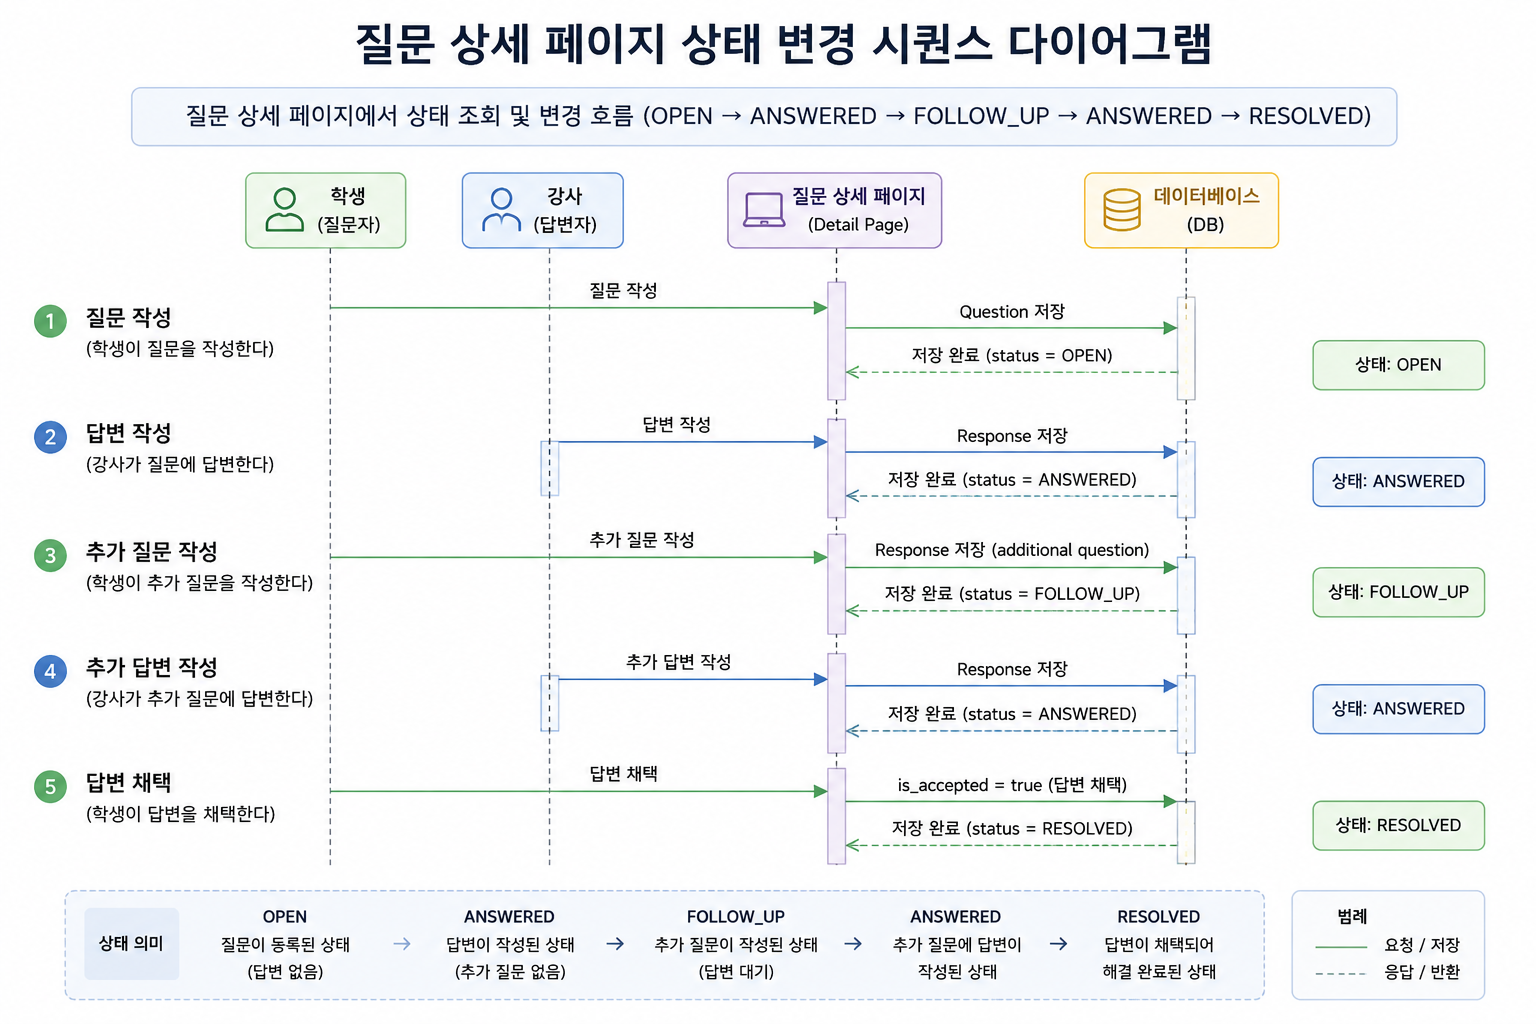 질문 상세 페이지 상태 변경 시퀀스 다이어그램
질문 상세 페이지에서 상태 조회 및 변경 흐름 (OPEN → ANSWERED → FOLLOW_UP → ANSWERED → RESOLVED)
학생
(질문자)
강사
(답변자)
질문 상세 페이지
(Detail Page)
데이터베이스
(DB)
1
질문 작성
(학생이 질문을 작성한다)
질문 작성
Question 저장
저장 완료 (status = OPEN)
상태: OPEN
2
답변 작성
(강사가 질문에 답변한다)
답변 작성
Response 저장
저장 완료 (status = ANSWERED)
상태: ANSWERED
3
추가 질문 작성
(학생이 추가 질문을 작성한다)
추가 질문 작성
Response 저장 (additional question)
저장 완료 (status = FOLLOW_UP)
상태: FOLLOW_UP
4
추가 답변 작성
(강사가 추가 질문에 답변한다)
추가 답변 작성
Response 저장
저장 완료 (status = ANSWERED)
상태: ANSWERED
5
답변 채택
(학생이 답변을 채택한다)
답변 채택
is_accepted = true (답변 채택)
저장 완료 (status = RESOLVED)
상태: RESOLVED
상태 의미
OPEN
질문이 등록된 상태
(답변 없음)
→
ANSWERED
답변이 작성된 상태
(추가 질문 없음)
→
FOLLOW_UP
추가 질문이 작성된 상태
(답변 대기)
→
ANSWERED
추가 질문에 답변이
작성된 상태
→
RESOLVED
답변이 채택되어
해결 완료된 상태
범례
요청 / 저장
응답 / 반환